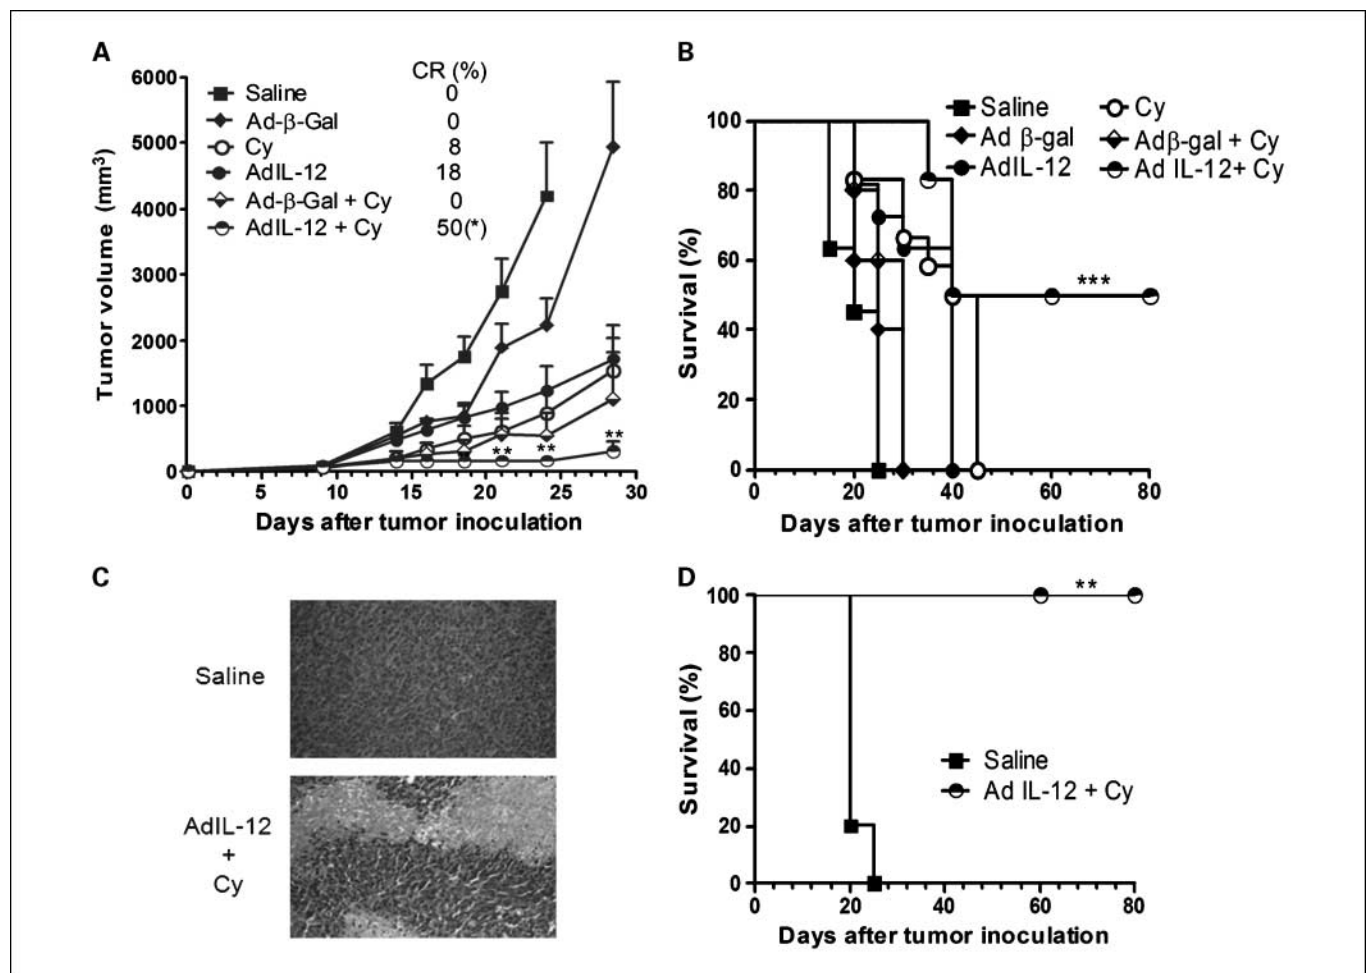 A
CR (%)
Saline 0
Ad-β-Gal 0
Cy 8
AdIL-12 18
Ad-β-Gal + Cy 0
AdIL-12 + Cy 50(*)
6000
5000
4000
3000
2000
1000
0
Tumor volume (mm³)
** ** **
0 5 10 15 20 25 30
Days after tumor inoculation
B
Saline Cy
Ad β-gal Adβ-gal + Cy
AdIL-12 Ad IL-12+ Cy
100
80
60
40
20
0
Survival (%)
***
0 20 40 60 80
Days after tumor inoculation
C
Saline
AdIL-12
+
Cy
D
**
100
80
60
40
20
0
Survival (%)
Saline
Ad IL-12 + Cy
0 20 40 60 80
Days after tumor inoculation